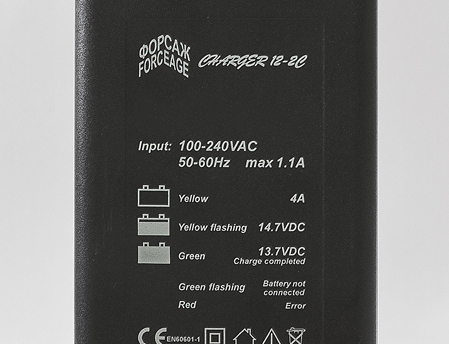 ФОРСАЖ
FORCEAGE
CHARGER 12-2C
Input: 100-240VAC
50-60Hz max 1.1A
Yellow 4A
Yellow flashing 14.7VDC
Green 13.7VDC
Charge completed
Green flashing Battery not
connected
Red Error
CE EN60601-1